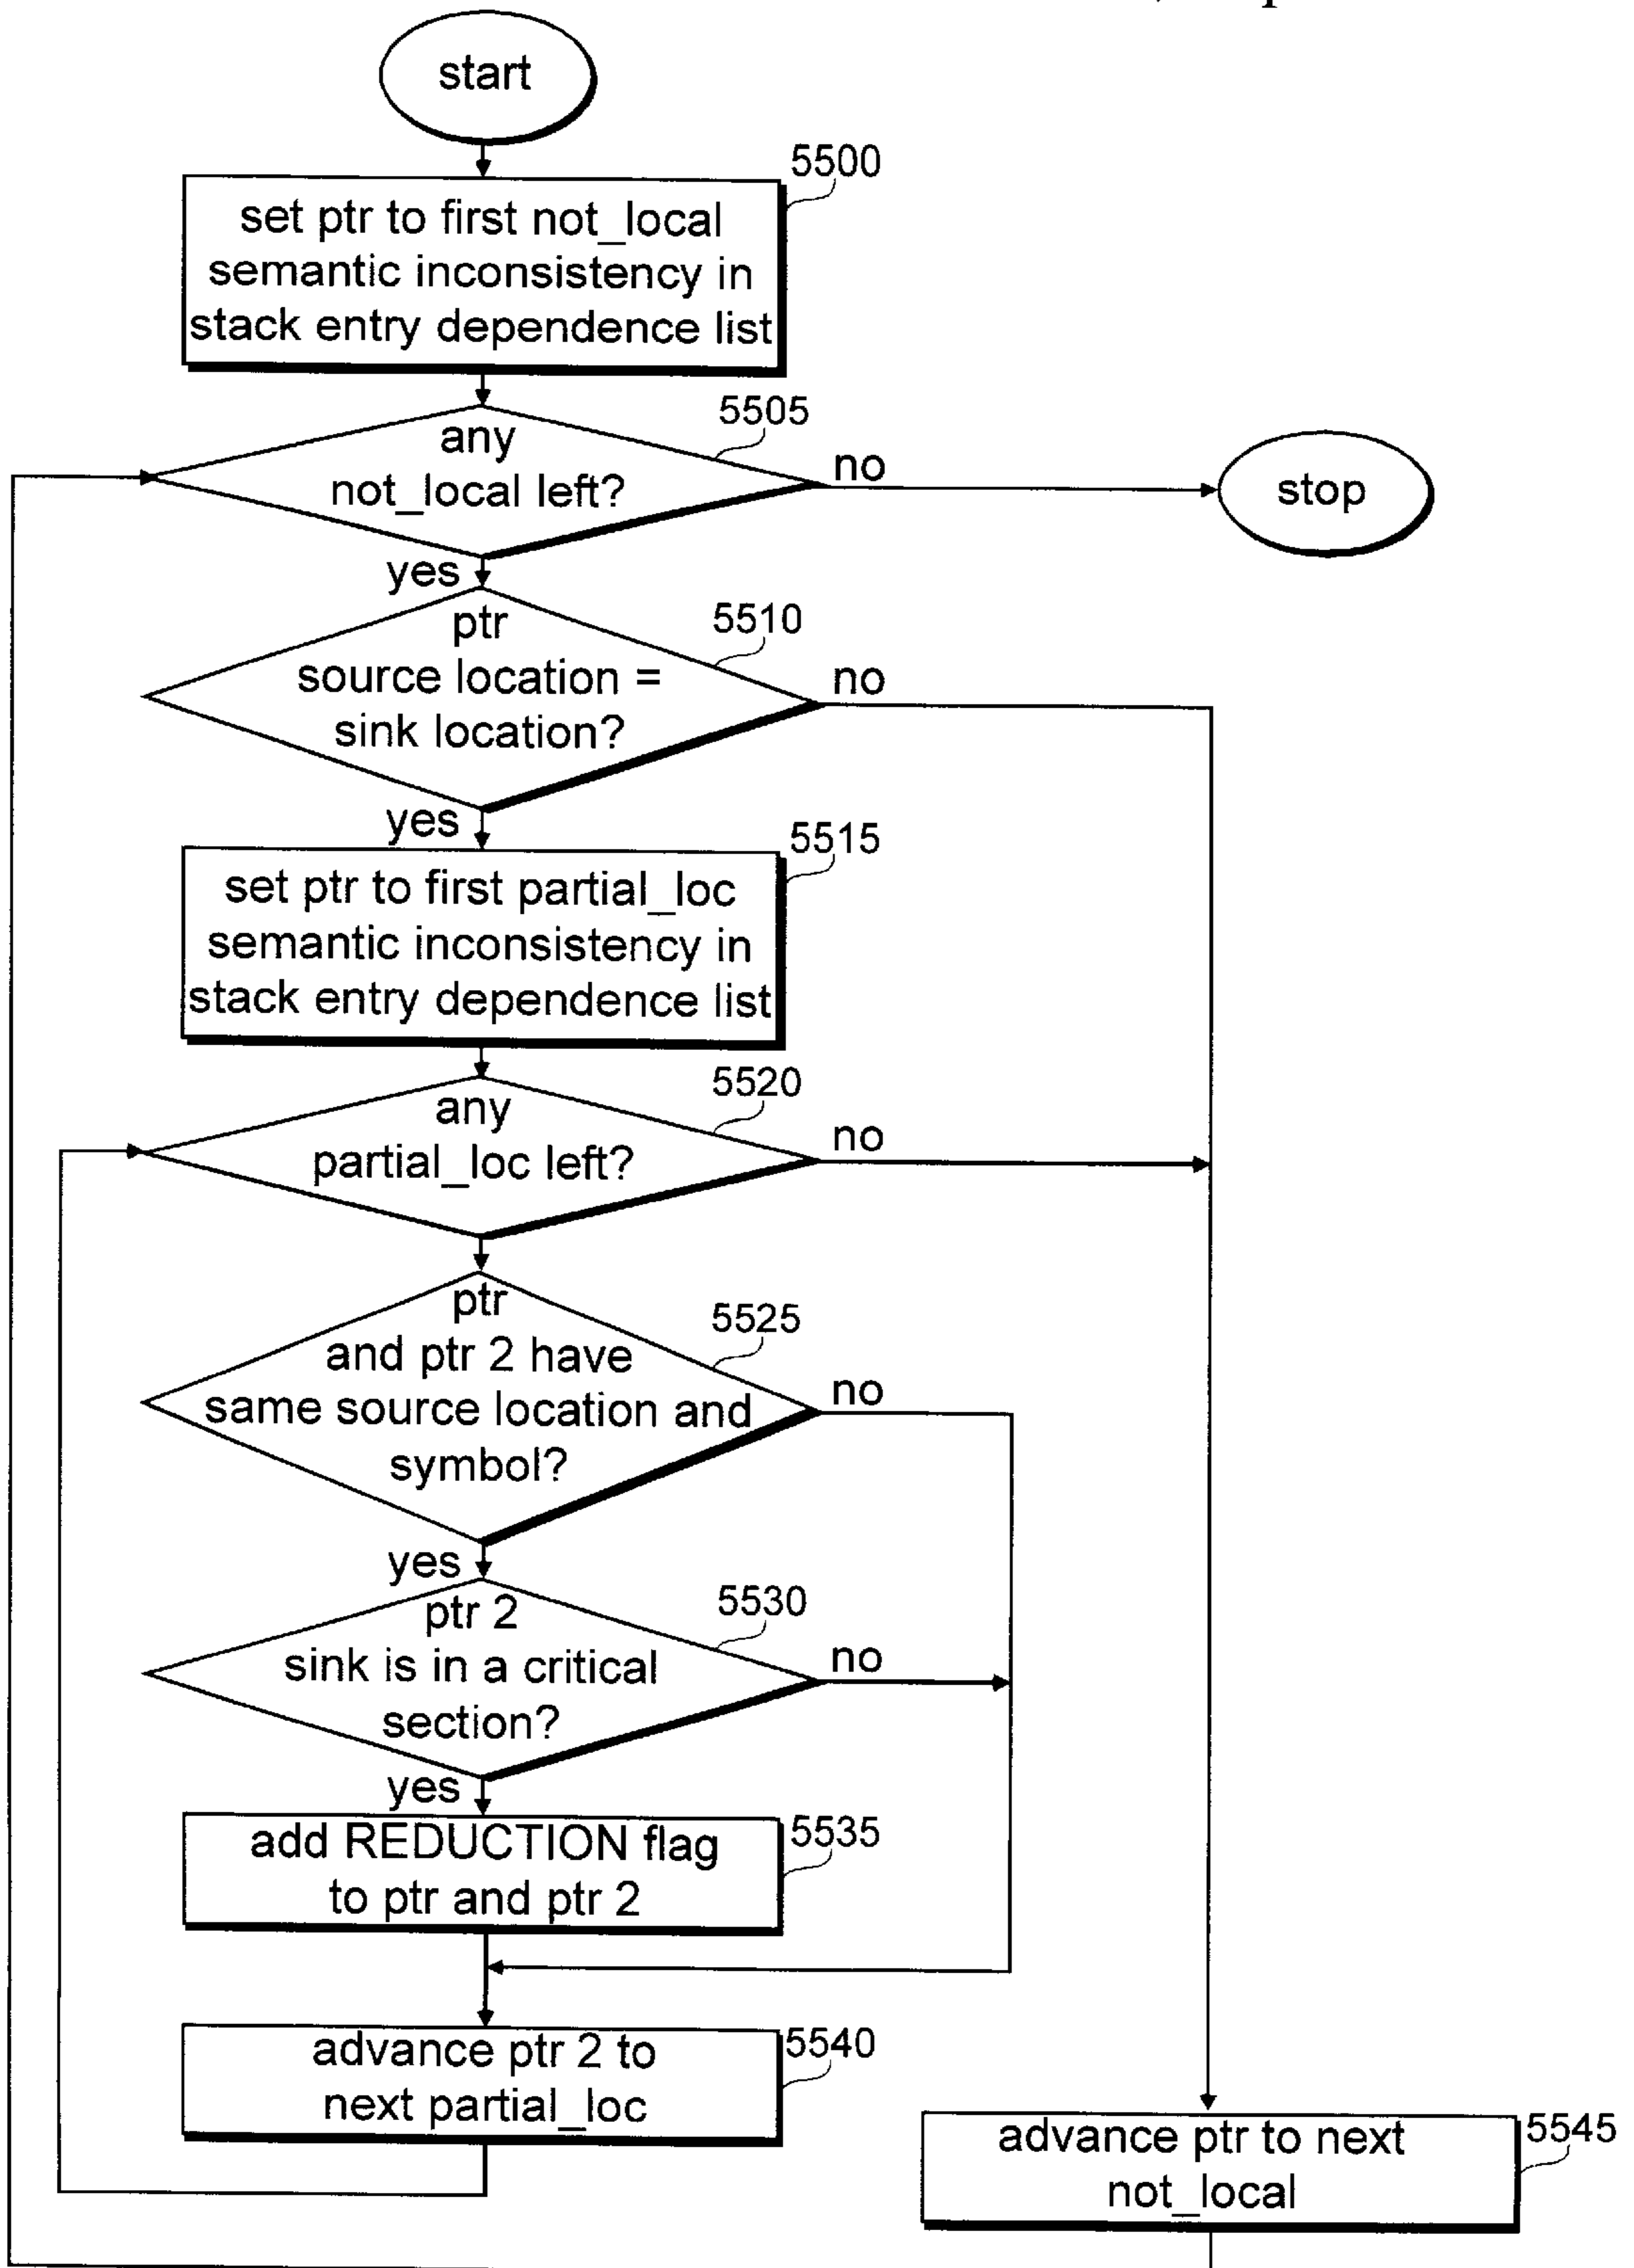 start
5500
set ptr to first not_local
semantic inconsistency in
stack entry dependence list
5505
any
not_local left?
no
stop
yes
5510
ptr
source location =
sink location?
no
yes
5515
set ptr to first partial_loc
semantic inconsistency in
stack entry dependence list
5520
any
partial_loc left?
no
5525
ptr
and ptr 2 have
same source location and
symbol?
no
yes
5530
ptr 2
sink is in a critical
section?
no
yes
5535
add REDUCTION flag
to ptr and ptr 2
5540
advance ptr 2 to
next partial_loc
5545
advance ptr to next
not_local